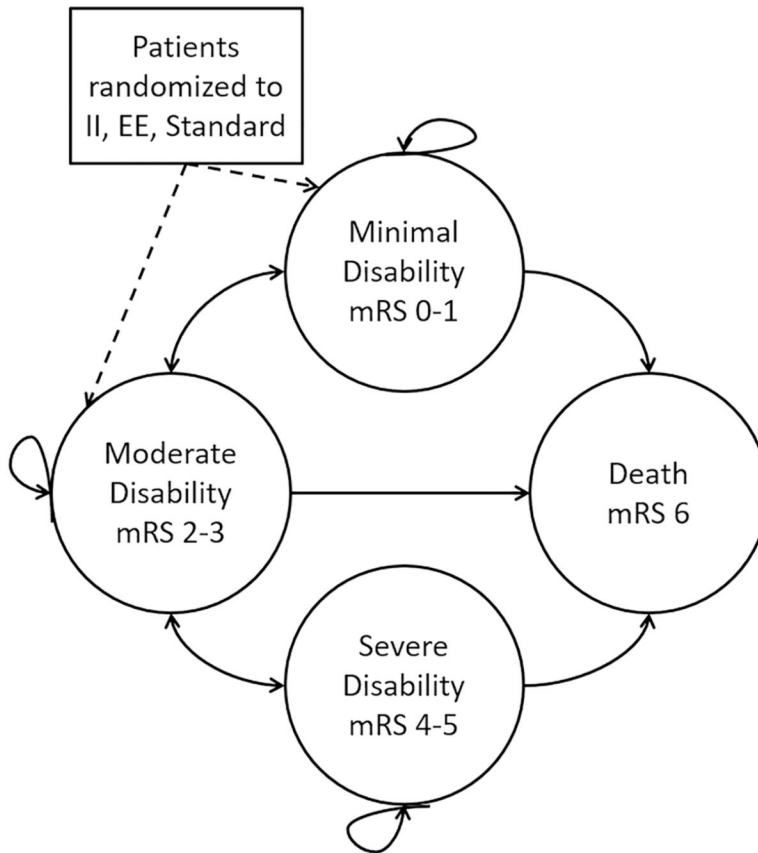 Patients
randomized to
II, EE, Standard
Minimal
Disability
mRS 0-1
Moderate
Disability
mRS 2-3
Death
mRS 6
Severe
Disability
mRS 4-5